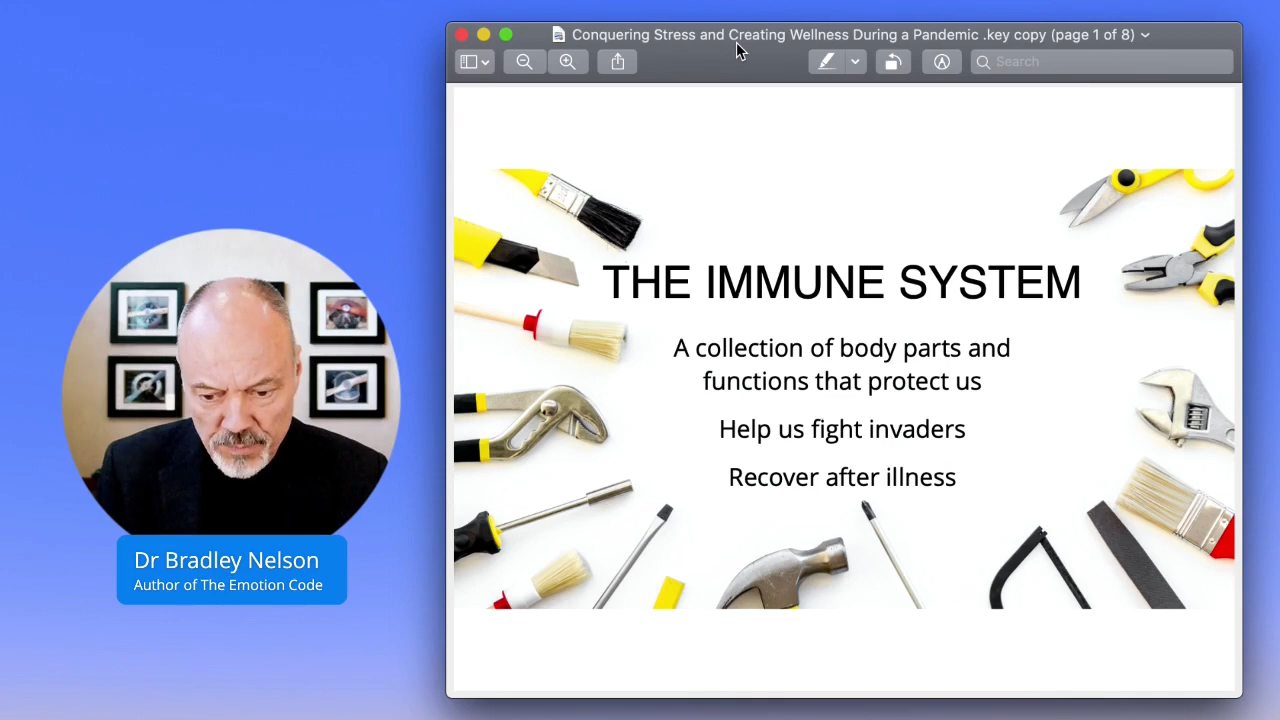 Conquering Stress and Creating Wellness During a Pandemic .key copy (page 1 of 8)
Search
THE IMMUNE SYSTEM
A collection of body parts and
functions that protect us
Help us fight invaders
Recover after illness
Dr Bradley Nelson
Author of The Emotion Code